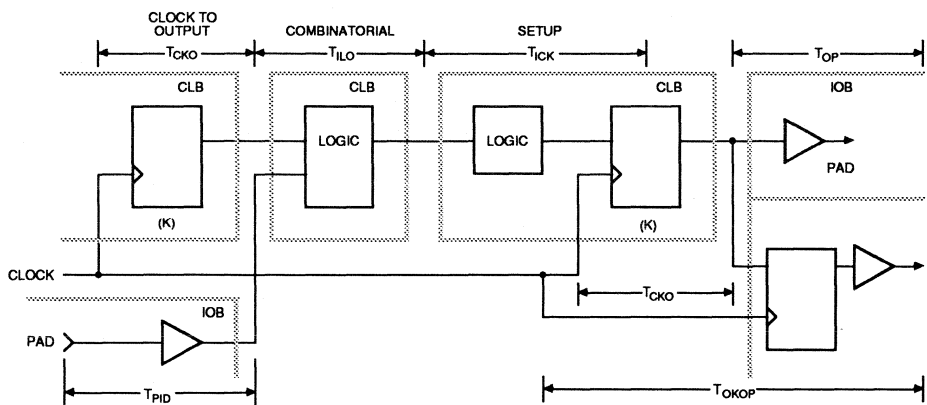 CLOCK TO
OUTPUT
COMBINATORIAL
SETUP
TCKO
TILO
TICK
TOP
CLB
CLB
CLB
IOB
LOGIC
LOGIC
PAD
(K)
(K)
CLOCK
TCKO
IOB
PAD
TPID
TOKOP